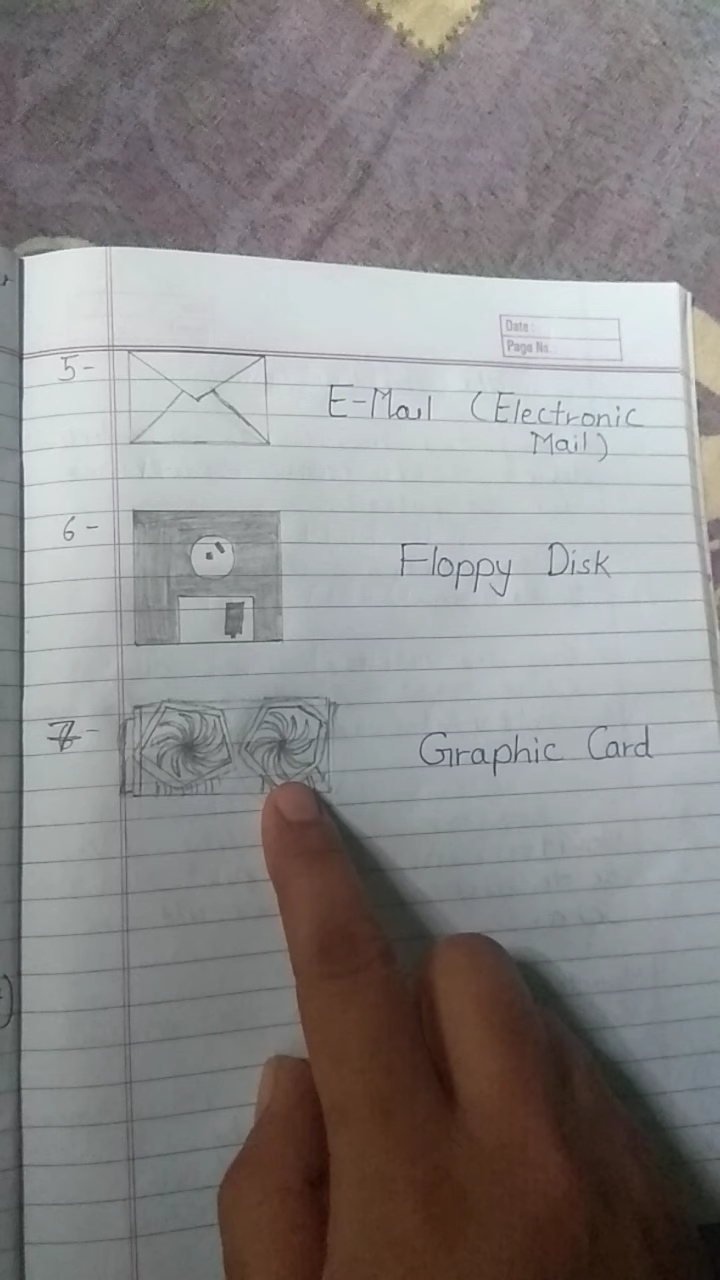 Date
Page No.
5-
E-Mail (Electronic
Mail)
6-
Floppy Disk
7-
Graphic Card